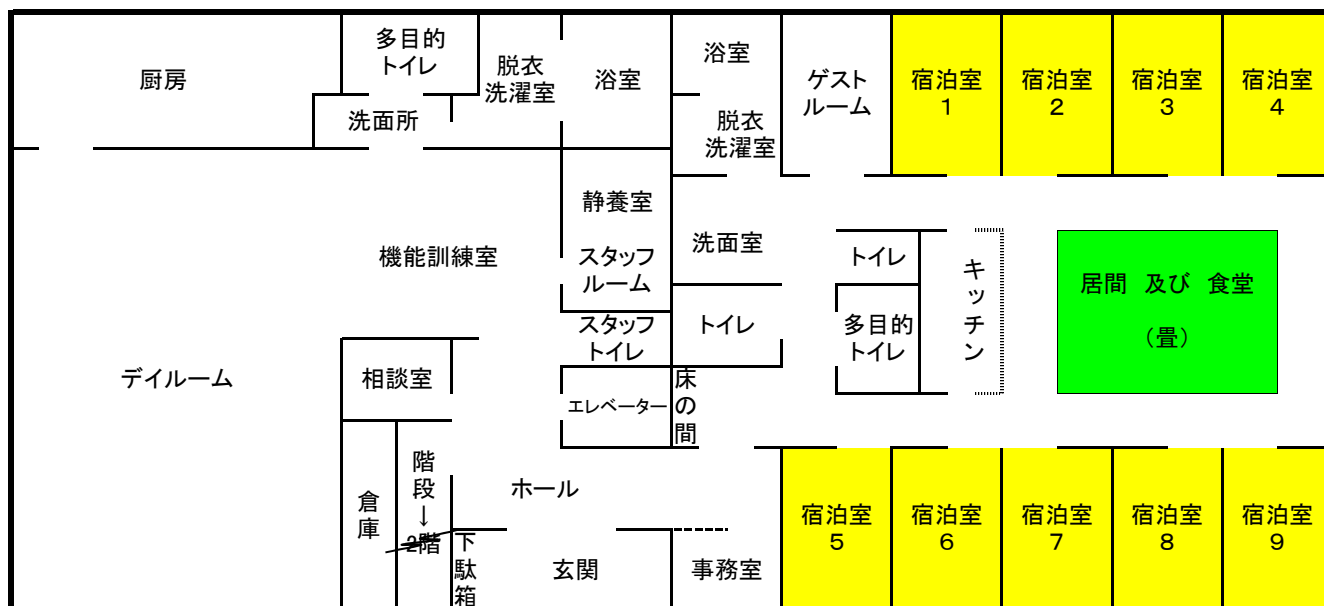 厨房
多目的
トイレ
脱衣
洗濯室
浴室
浴室
ゲスト
ルーム
宿泊室
1
宿泊室
2
宿泊室
3
宿泊室
4
洗面所
脱衣
洗濯室
静養室
機能訓練室
スタッフ
ルーム
洗面室
トイレ
キッチン
居間 及び 食堂
（畳）
スタッフ
トイレ
トイレ
多目的
トイレ
デイルーム
相談室
エレベーター
床の間
倉庫
階段↓
2階
ホール
下駄箱
玄関
事務室
宿泊室
5
宿泊室
6
宿泊室
7
宿泊室
8
宿泊室
9